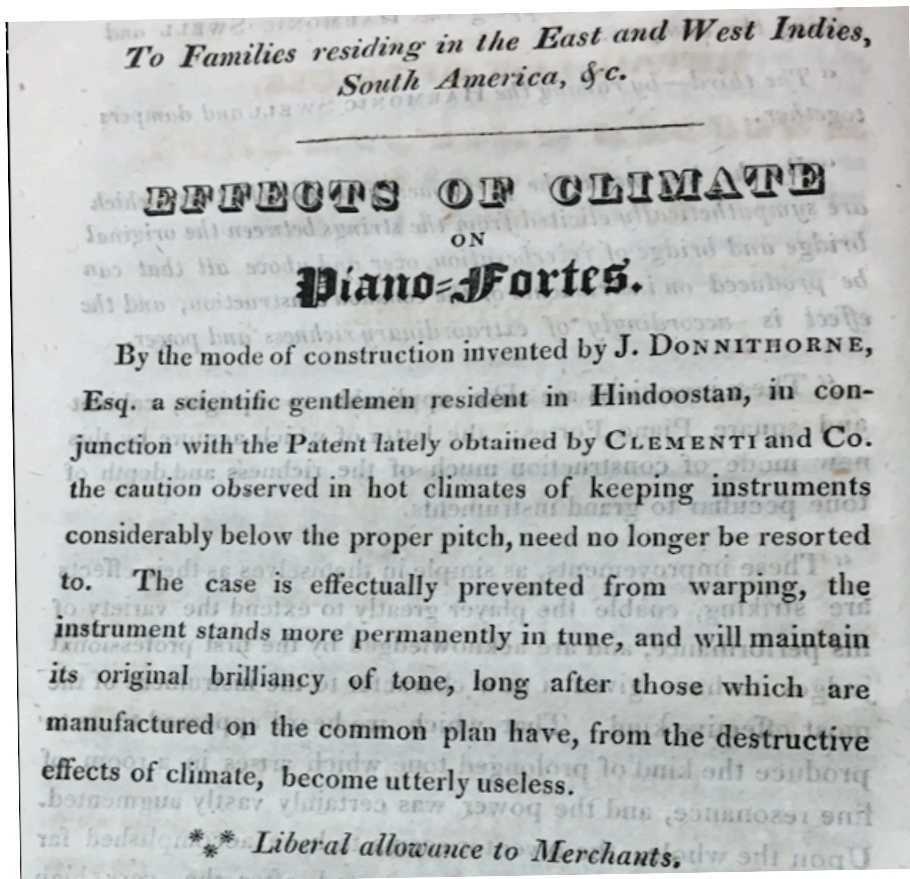 To Families residing in the East and West Indies,
South America, &c.
EFFECTS OF CLIMATE
ON
Piano-Fortes.
By the mode of construction invented by J. DONNITHORNE,
Esq. a scientific gentlemen resident in Hindoostan, in con-
junction with the Patent lately obtained by CLEMENTI and Co.
the caution observed in hot climates of keeping instruments
considerably below the proper pitch, need no longer be resorted
to. The case is effectually prevented from warping, the
instrument stands more permanently in tune, and will maintain
its original brilliancy of tone, long after those which are
manufactured on the common plan have, from the destructive
effects of climate, become utterly useless.
*** Liberal allowance to Merchants.